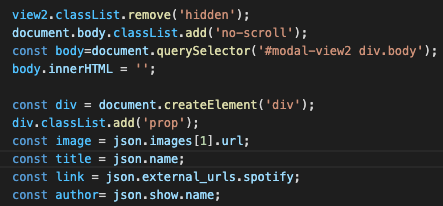 view2.classList.remove('hidden');
document.body.classList.add('no-scroll');
const body=document.querySelector('#modal-view2 div.body');
body.innerHTML = '';
const div = document.createElement('div');
div.classList.add('prop');
const image = json.images[1].url;
const title = json.name;
const link = json.external_urls.spotify;
const author= json.show.name;